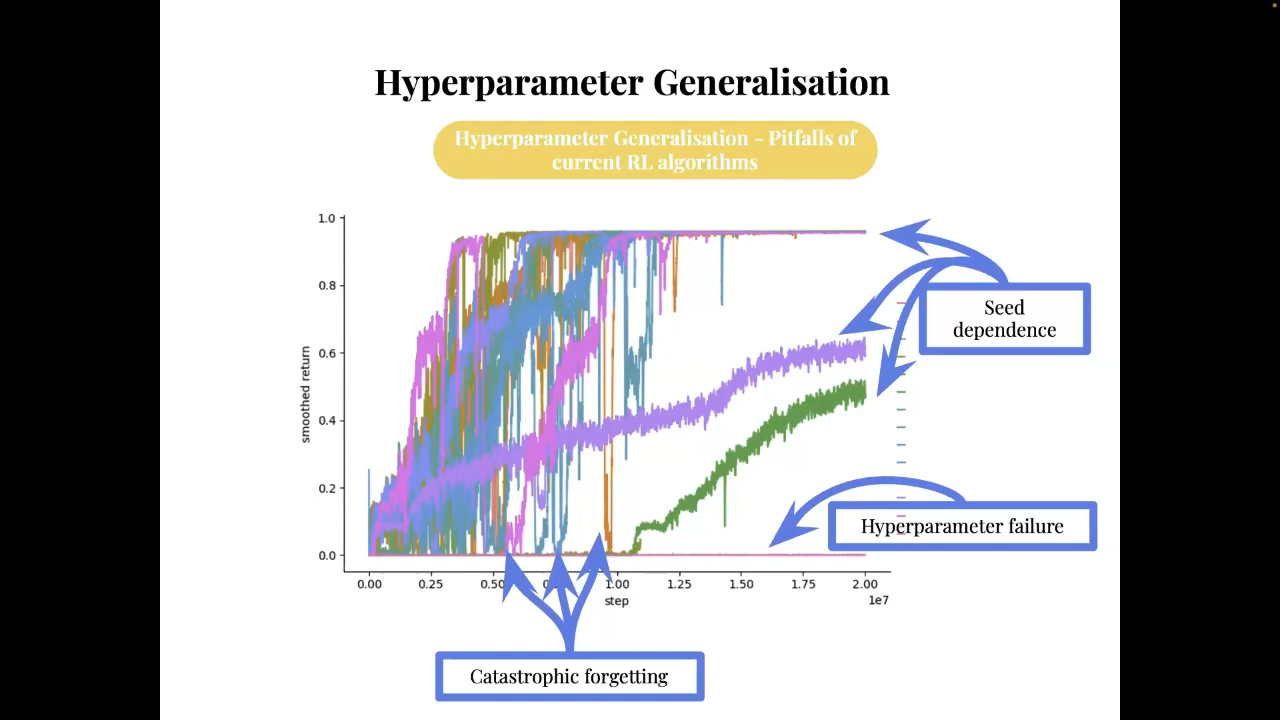 Hyperparameter Generalisation
Hyperparameter Generalisation - Pitfalls of
current RL algorithms
1.0
0.8
0.6
0.4
0.2
0.0
smoothed return
0.00
0.25
1.00
1.25
1.50
1.75
2.00
step
1e7
Seed
dependence
Hyperparameter failure
Catastrophic forgetting